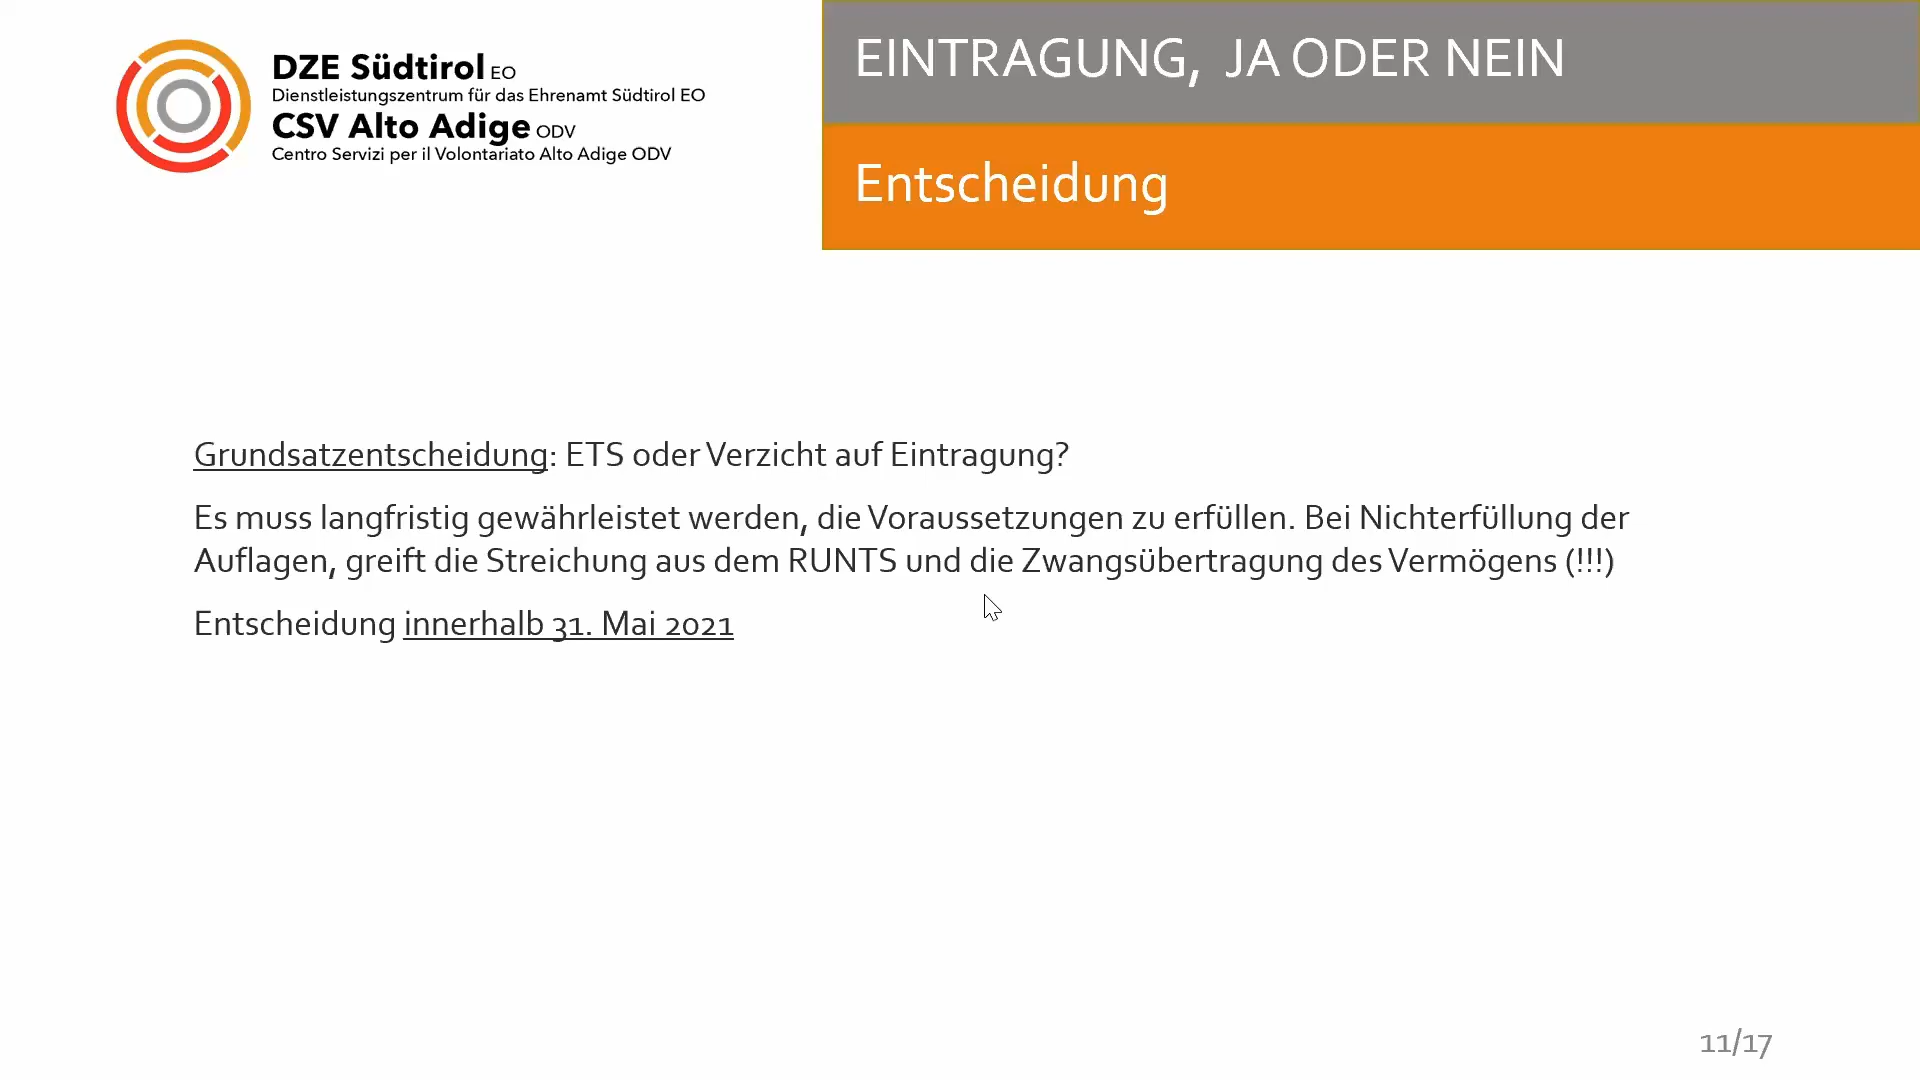 DZE Südtirol EO
Dienstleistungszentrum für das Ehrenamt Südtirol EO
CSV Alto Adige ODV
Centro Servizi per il Volontariato Alto Adige ODV
EINTRAGUNG, JA ODER NEIN
Entscheidung
Grundsatzentscheidung: ETS oder Verzicht auf Eintragung?
Es muss langfristig gewährleistet werden, die Voraussetzungen zu erfüllen. Bei Nichterfüllung der
Auflagen, greift die Streichung aus dem RUNTS und die Zwangsübertragung des Vermögens (!!!)
Entscheidung innerhalb 31. Mai 2021
11/17